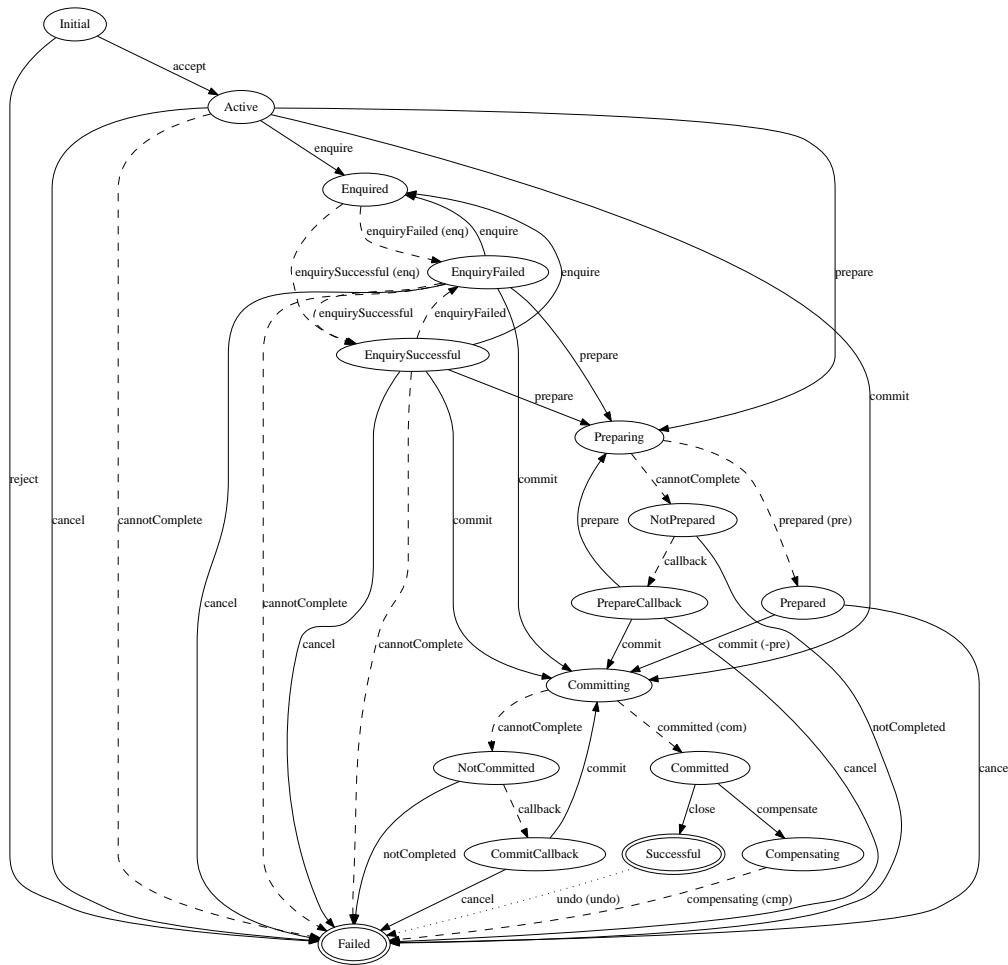 Initial
accept
Active
enquire
Enquired
enquiryFailed (enq)
enquire
enquirySuccessful (enq)
EnquiryFailed
enquire
prepare
enquirySuccessful
enquiryFailed
EnquirySuccessful
prepare
prepare
commit
Preparing
reject
cancel
cannotComplete
commit
commit
cannotComplete
prepare
NotPrepared
prepared (pre)
callback
cancel
cannotComplete
PrepareCallback
Prepared
cancel
cannotComplete
commit
commit (-pre)
Committing
cannotComplete
committed (com)
notCompleted
NotCommitted
commit
Committed
cancel
cance
callback
close
compensate
notCompleted
CommitCallback
Successful
Compensating
cancel
undo (undo)
compensating (cmp)
Failed